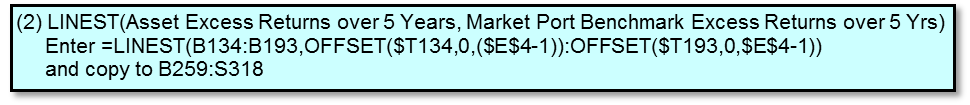 (2) LINEST(Asset Excess Returns over 5 Years, Market Port Benchmark Excess Returns over 5 Yrs)
Enter =LINEST(B134:B193,OFFSET($T134,0,($E$4-1)):OFFSET($T193,0,$E$4-1))
and copy to B259:S318